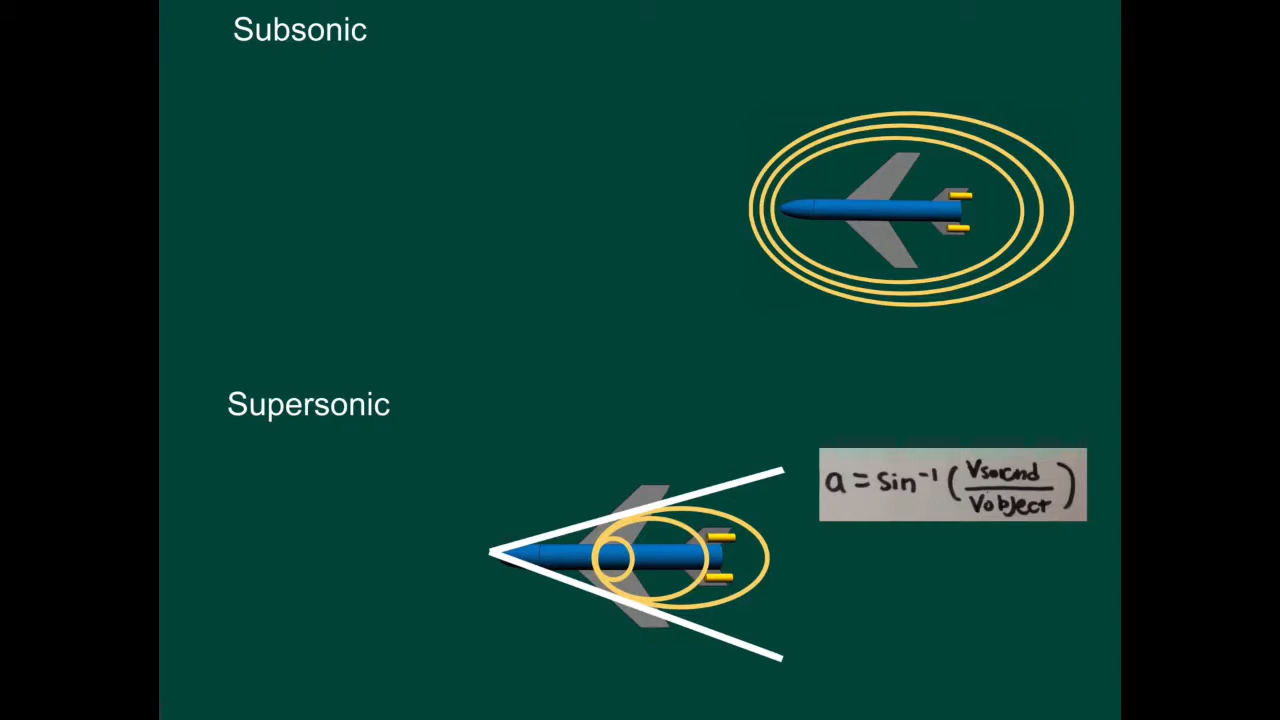 Subsonic
Supersonic
a = sin⁻¹ (Vsound / Vobject)